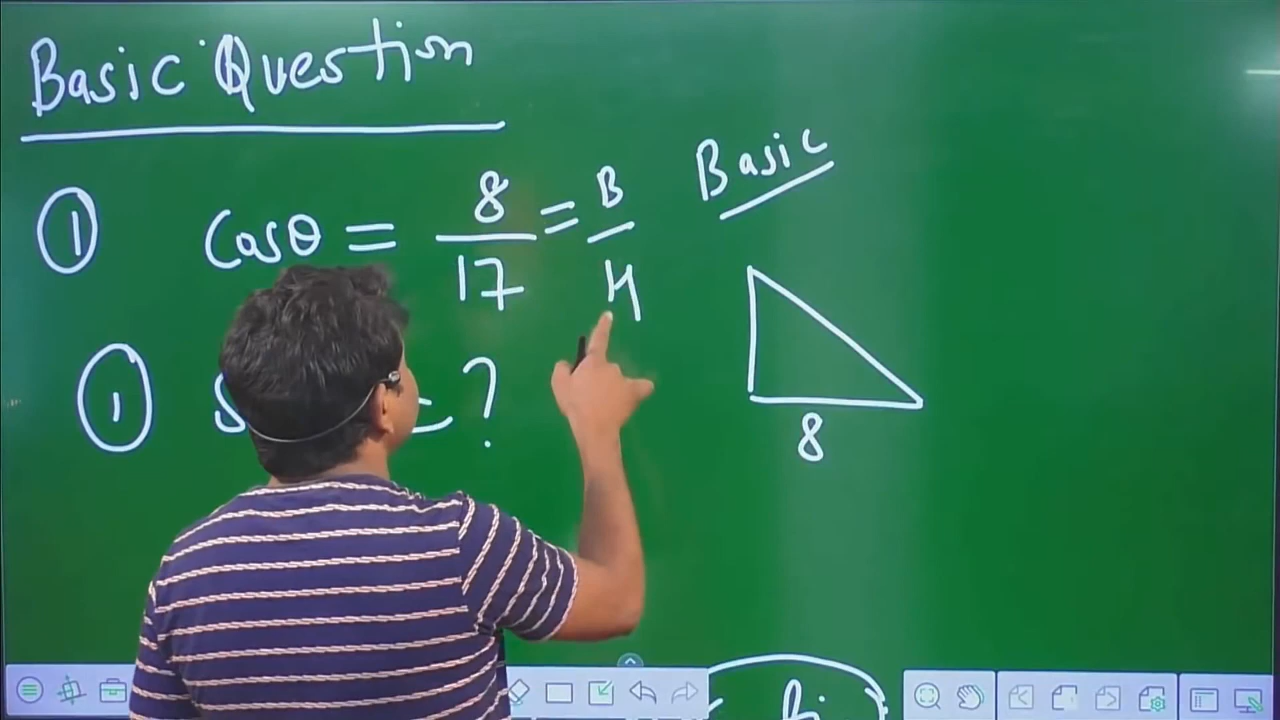 Basic Question
① Cosθ = 8/17 = B/H
Basic
① ?
8